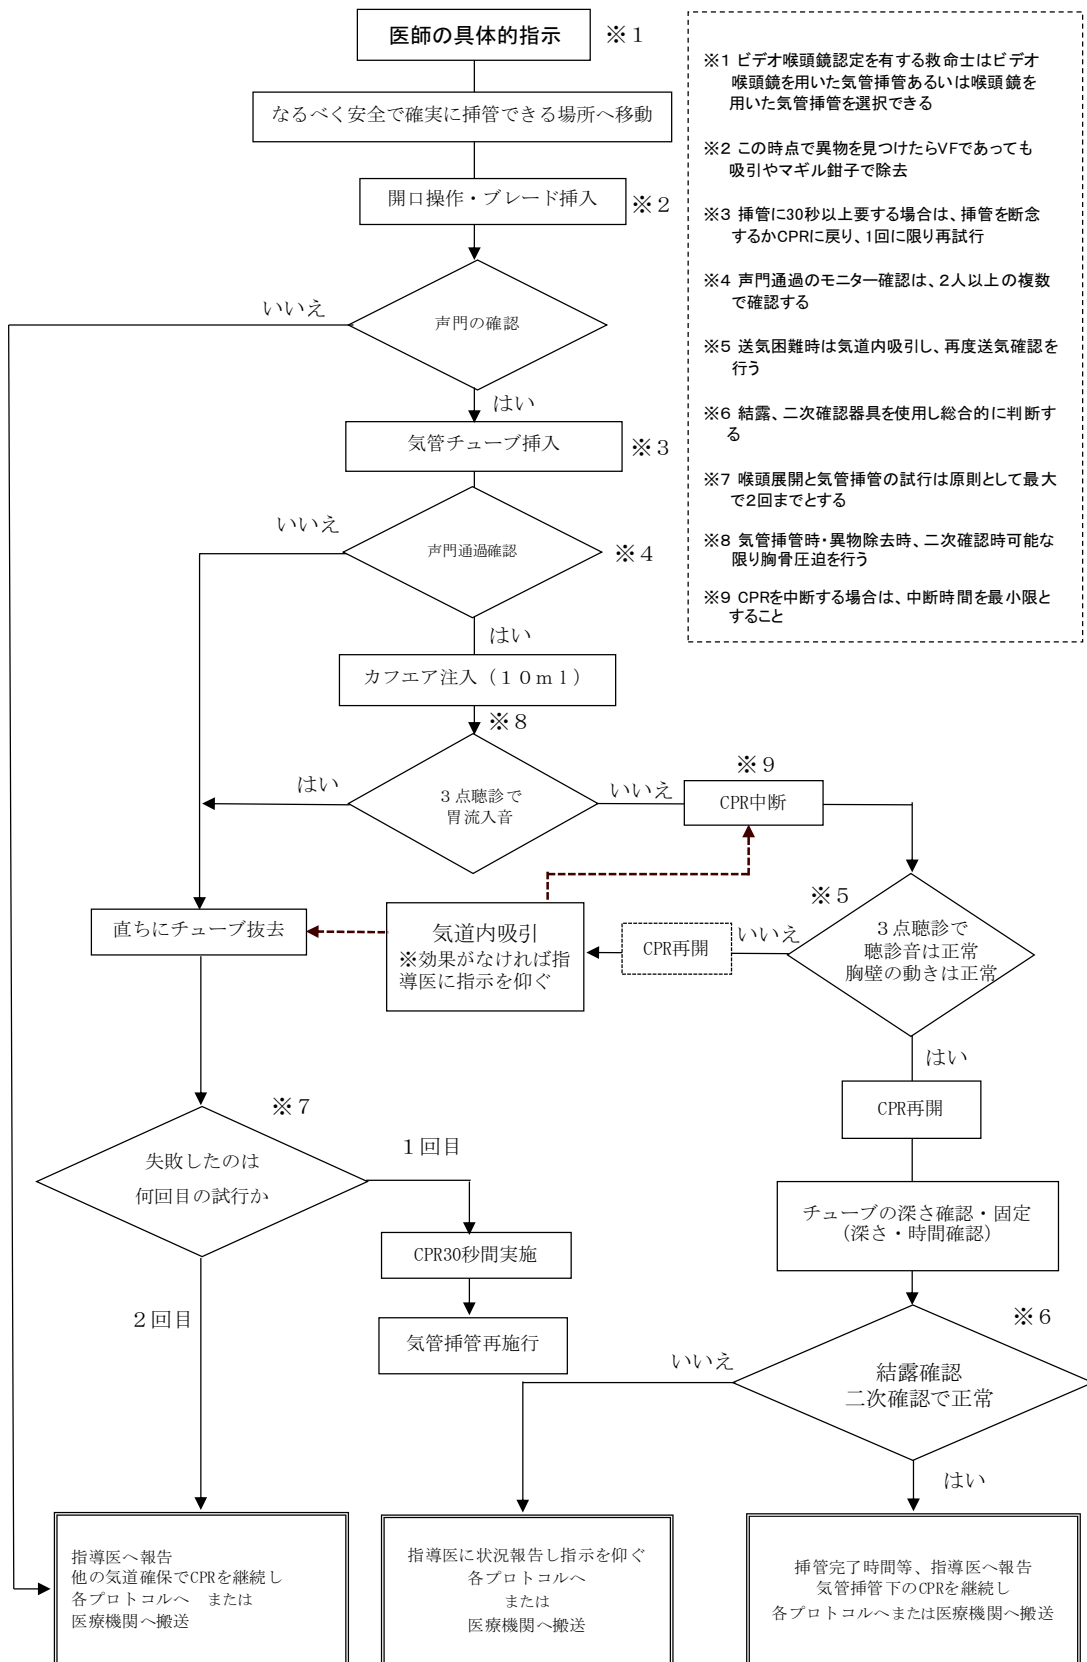 医師の具体的指示
※１
なるべく安全で確実に挿管できる場所へ移動
開口操作・ブレード挿入
※２
声門の確認
いいえ
はい
気管チューブ挿入
※３
いいえ
声門通過確認
※４
はい
カフエア注入（１０ｍｌ）
※８
はい
３点聴診で
胃流入音
いいえ
※９
CPR中断
※５
３点聴診で
聴診音は正常
胸壁の動きは正常
いいえ
CPR再開
気道内吸引
※効果がなければ指
導医に指示を仰ぐ
直ちにチューブ抜去
はい
CPR再開
※７
失敗したのは
何回目の試行か
１回目
CPR30秒間実施
気管挿管再施行
２回目
チューブの深さ確認・固定
（深さ・時間確認）
※６
結露確認
二次確認で正常
いいえ
はい
指導医へ報告
他の気道確保でCPRを継続し
各プロトコルへ　または
医療機関へ搬送
指導医に状況報告し指示を仰ぐ
各プロトコルへ
または
医療機関へ搬送
挿管完了時間等、指導医へ報告
気管挿管下のCPRを継続し
各プロトコルへまたは医療機関へ搬送
※１ ビデオ喉頭鏡認定を有する救命士はビデオ
喉頭鏡を用いた気管挿管あるいは喉頭鏡を
用いた気管挿管を選択できる
※２ この時点で異物を見つけたらVFであっても
吸引やマギル鉗子で除去
※３ 挿管に30秒以上要する場合は、挿管を断念
するかCPRに戻り、1回に限り再試行
※４ 声門通過のモニター確認は、２人以上の複数
で確認する
※５ 送気困難時は気道内吸引し、再度送気確認を
行う
※６ 結露、二次確認器具を使用し総合的に判断す
る
※７ 喉頭展開と気管挿管の試行は原則として最大
で2回までとする
※８ 気管挿管時・異物除去時、二次確認時可能な
限り胸骨圧迫を行う
※９ CPRを中断する場合は、中断時間を最小限と
すること